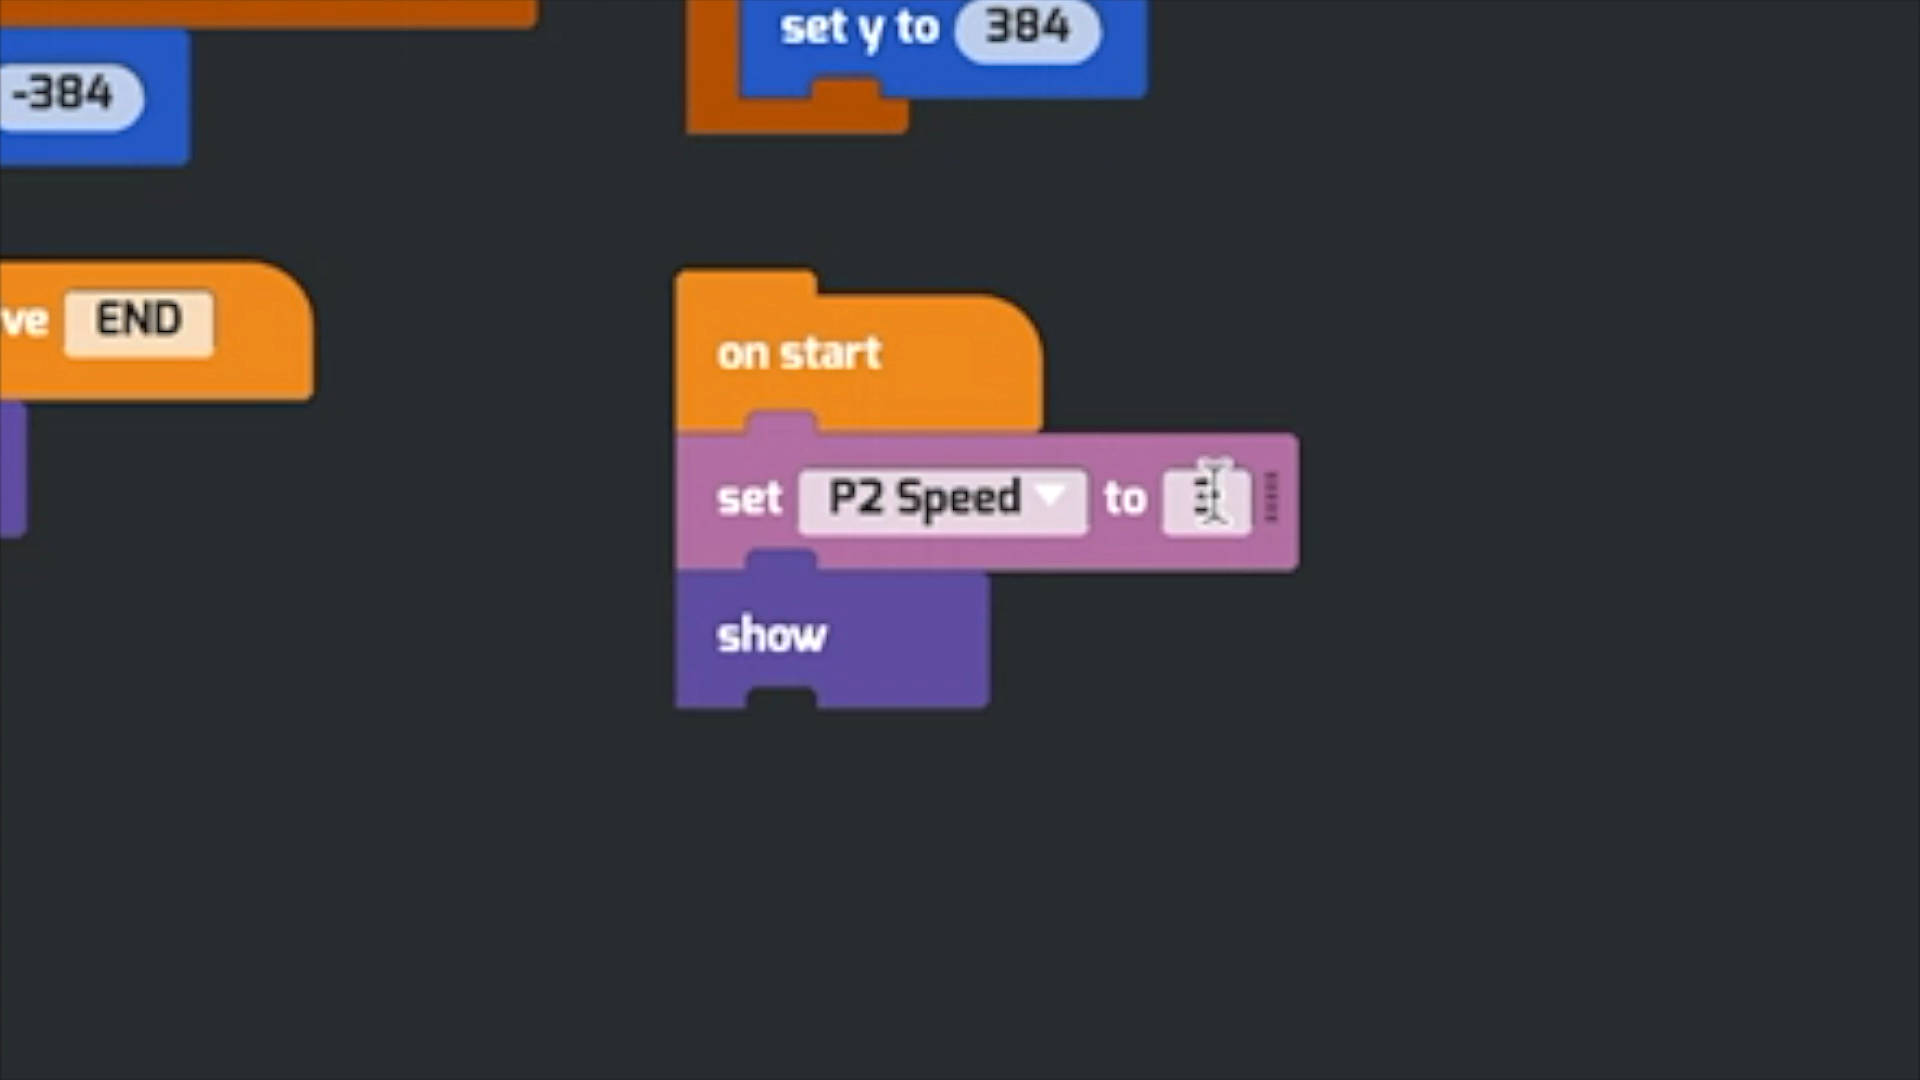 set y to 384
-384
ve END
on start
set P2 Speed to
show